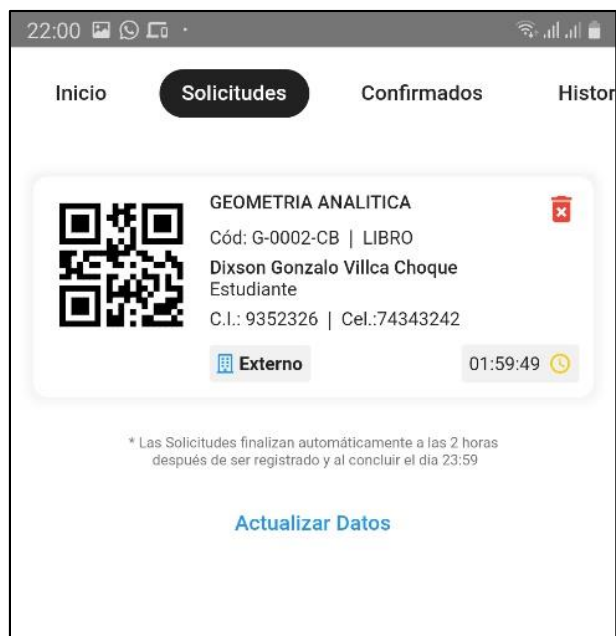 22:00
Inicio Solicitudes Confirmados Histor
GEOMETRIA ANALITICA
Cód: G-0002-CB | LIBRO
Dixson Gonzalo Villca Choque
Estudiante
C.I.: 9352326 | Cel.:74343242
Externo 01:59:49
* Las Solicitudes finalizan automáticamente a las 2 horas
después de ser registrado y al concluir el día 23:59
Actualizar Datos